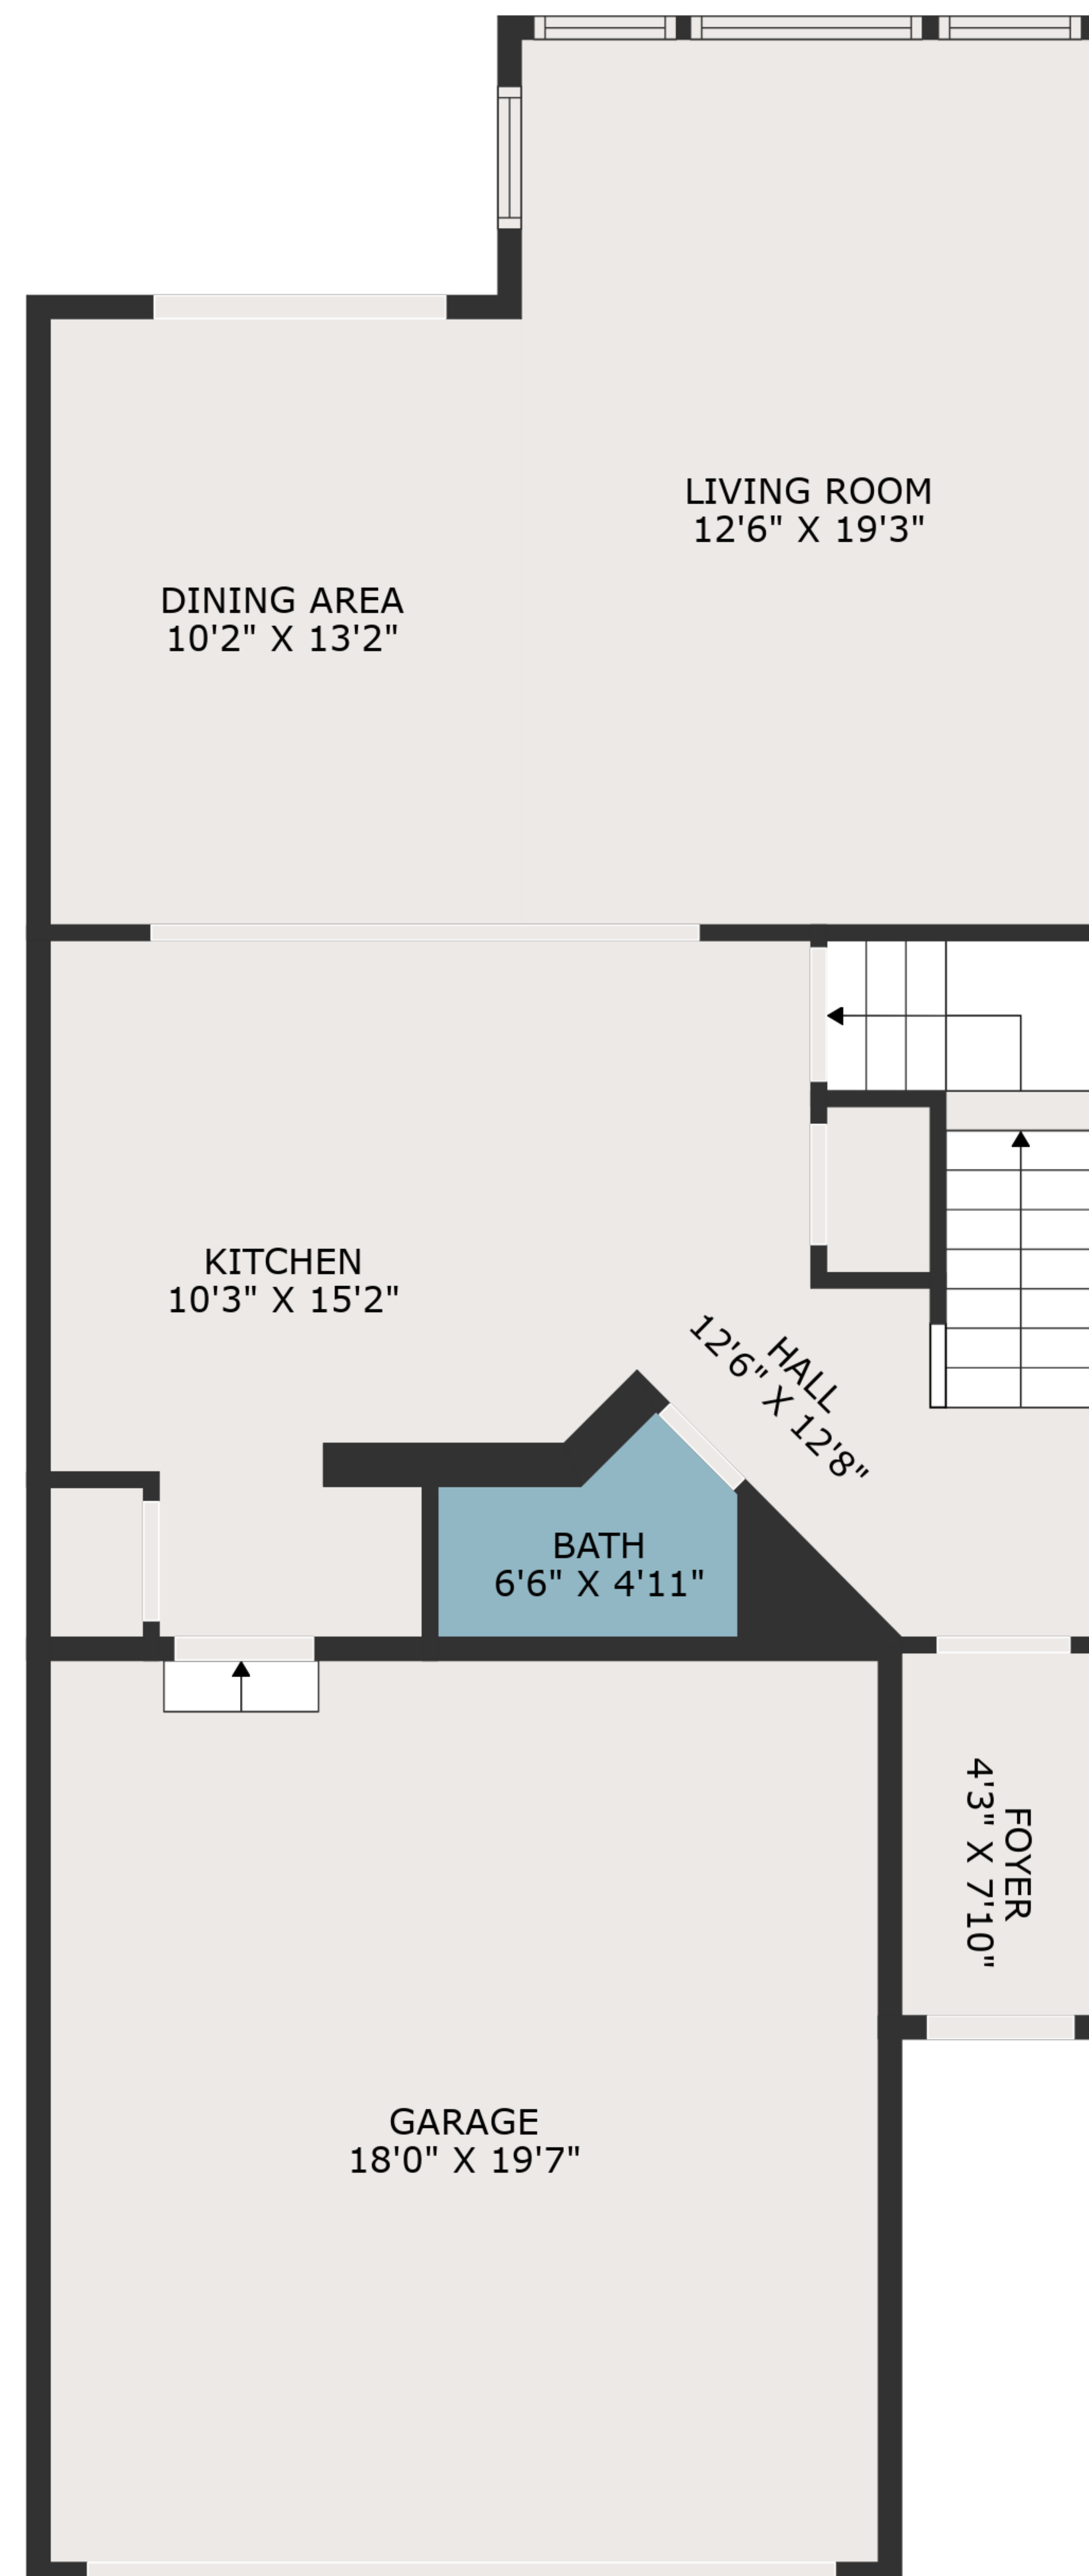 LIVING ROOM
12'6" X 19'3"
DINING AREA
10'2" X 13'2"
KITCHEN
10'3" X 15'2"
HALL
12'6" X 12'8"
BATH
6'6" X 4'11"
FOYER
4'3" X 7'10"
GARAGE
18'0" X 19'7"